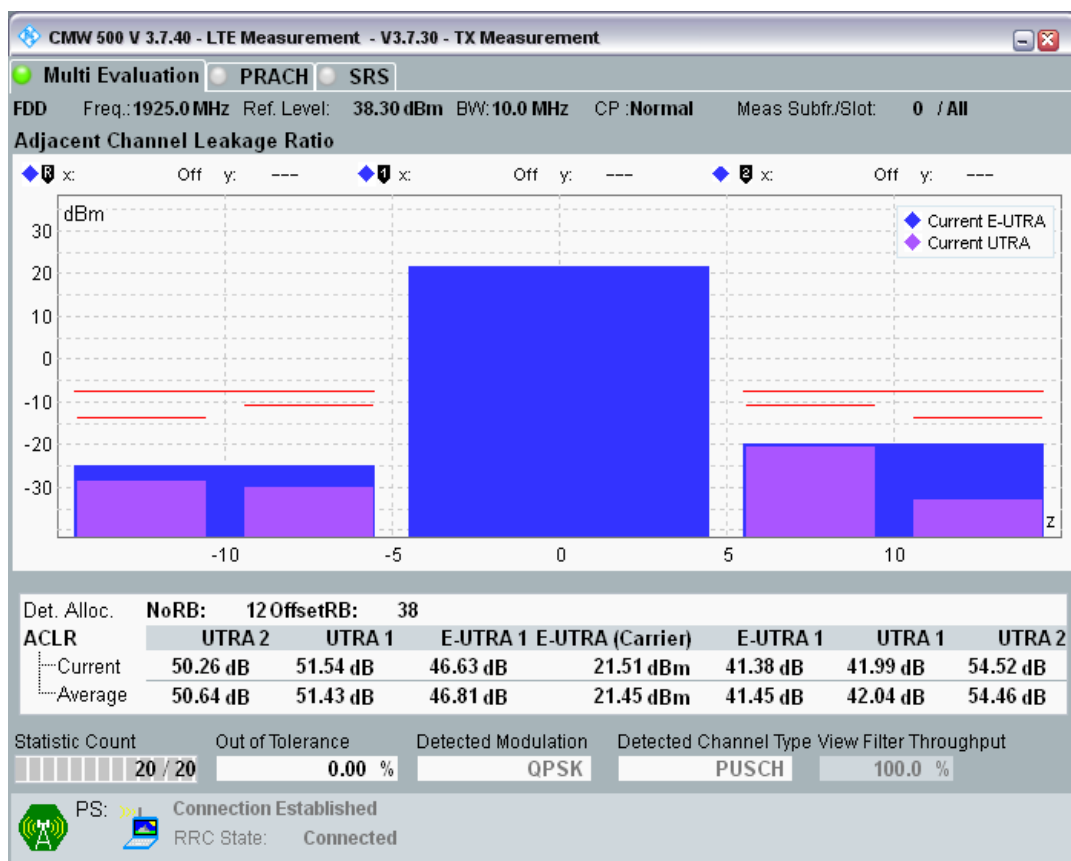 CMW 500 V 3.7.40 - LTE Measurement - V3.7.30 - TX Measurement
Multi Evaluation PRACH SRS
FDD Freq.: 1925.0 MHz Ref. Level: 38.30 dBm BW: 10.0 MHz CP : Normal Meas Subfr./Slot: 0 / All
Adjacent Channel Leakage Ratio
R x: Off y: --- 1 x: Off y: --- 2 x: Off y: ---
dBm
Current E-UTRA
Current UTRA
30
20
10
0
-10
-20
-30
z
-10 -5 0 5 10
Det. Alloc. NoRB: 12 OffsetRB: 38
ACLR UTRA 2 UTRA 1 E-UTRA 1 E-UTRA (Carrier) E-UTRA 1 UTRA 1 UTRA 2
Current 50.26 dB 51.54 dB 46.63 dB 21.51 dBm 41.38 dB 41.99 dB 54.52 dB
Average 50.64 dB 51.43 dB 46.81 dB 21.45 dBm 41.45 dB 42.04 dB 54.46 dB
Statistic Count Out of Tolerance Detected Modulation Detected Channel Type View Filter Throughput
20 / 20 0.00 % QPSK PUSCH 100.0 %
PS: Connection Established
RRC State: Connected